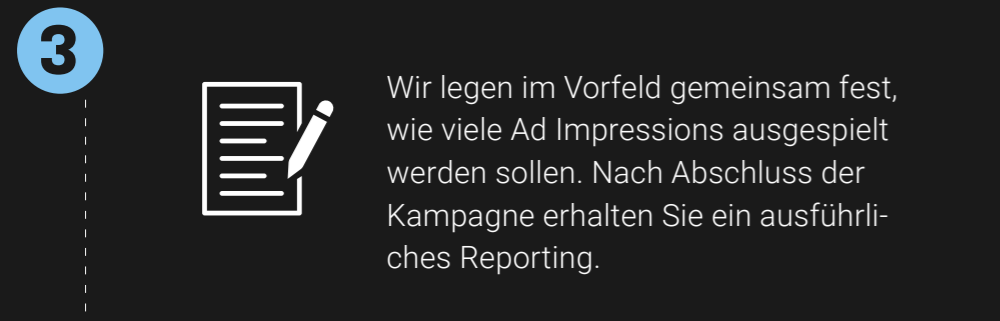 3
Wir legen im Vorfeld gemeinsam fest,
wie viele Ad Impressions ausgespielt
werden sollen. Nach Abschluss der
Kampagne erhalten Sie ein ausführli-
ches Reporting.